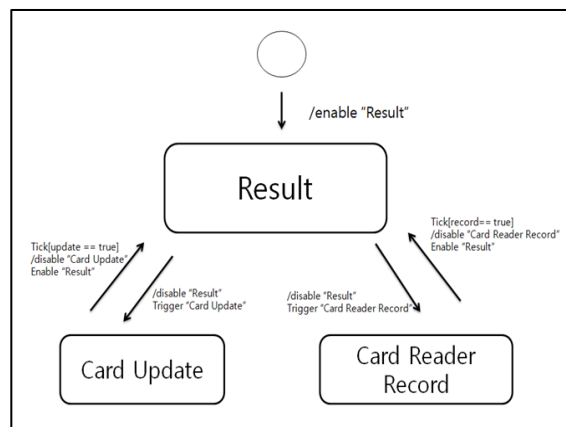 /enable "Result"
Result
Tick[update == true]
/disable "Card Update"
Enable "Result"
Tick[record== true]
/disable "Card Reader Record"
Enable "Result"
/disable "Result"
Trigger "Card Update"
/disable "Result"
Trigger "Card Reader Record"
Card Update
Card Reader
Record